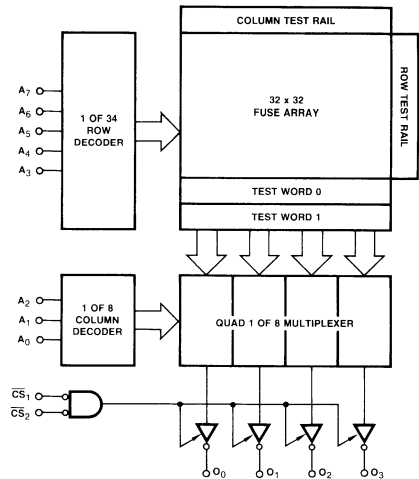 COLUMN TEST RAIL
A7
A6
A5
A4
A3
1 OF 34
ROW
DECODER
32 x 32
FUSE ARRAY
ROW TEST RAIL
TEST WORD 0
TEST WORD 1
A2
A1
A0
1 OF 8
COLUMN
DECODER
QUAD 1 OF 8 MULTIPLEXER
CS1
CS2
O0
O1
O2
O3